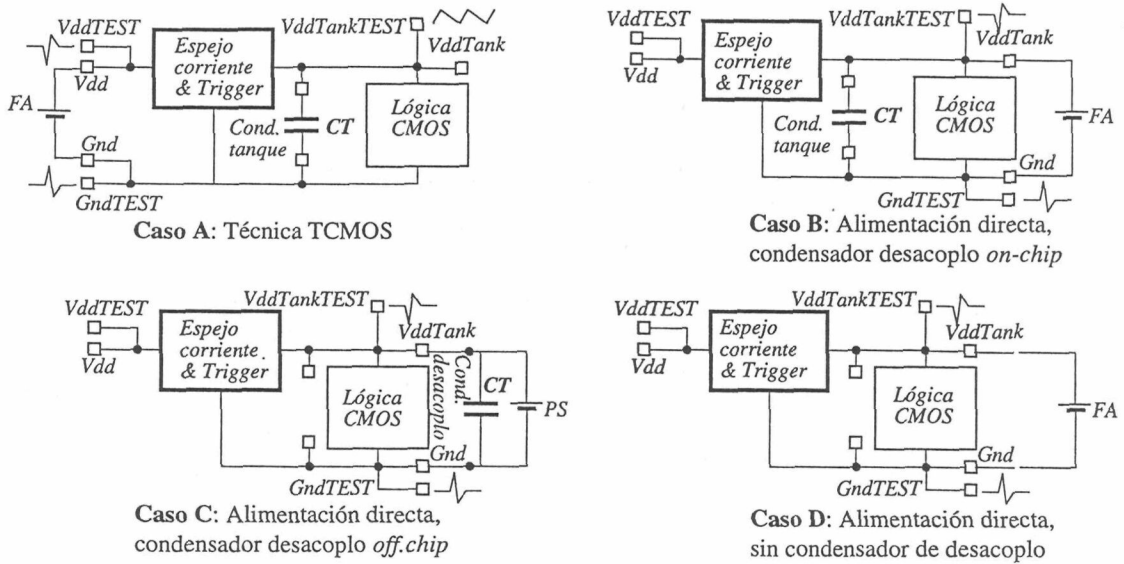 VddTEST
Vdd
FA
Gnd
GndTEST
Espejo
corriente
& Trigger
VddTankTEST
VddTank
Cond.
tanque
CT
Lógica
CMOS
Caso A: Técnica TCMOS
VddTEST
Vdd
Espejo
corriente
& Trigger
VddTankTEST
VddTank
Cond.
tanque
CT
Lógica
CMOS
FA
Gnd
GndTEST
Caso B: Alimentación directa,
condensador desacoplo on-chip
VddTEST
Vdd
Espejo
corriente
& Trigger
VddTankTEST
VddTank
Lógica
CMOS
Cond.
desacoplo
CT
PS
Gnd
GndTEST
Caso C: Alimentación directa,
condensador desacoplo off.chip
VddTEST
Vdd
Espejo
corriente
& Trigger
VddTankTEST
VddTank
Lógica
CMOS
FA
Gnd
GndTEST
Caso D: Alimentación directa,
sin condensador de desacoplo